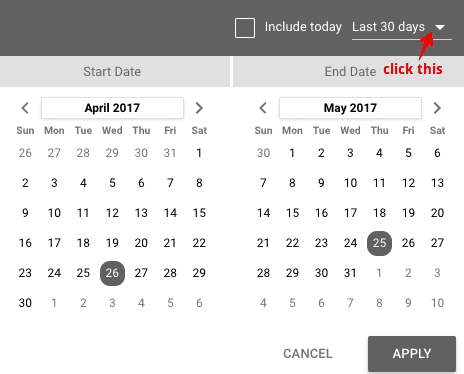 Include today Last 30 days
click this
Start Date End Date
April 2017 May 2017
Sun Mon Tue Wed Thu Fri Sat Sun Mon Tue Wed Thu Fri Sat
26 27 28 29 30 31 1 30 1 2 3 4 5 6
2 3 4 5 6 7 8 7 8 9 10 11 12 13
9 10 11 12 13 14 15 14 15 16 17 18 19 20
16 17 18 19 20 21 22 21 22 23 24 25 26 27
23 24 25 26 27 28 29 28 29 30 31 1 2 3
30 1 2 3 4 5 6 4 5 6 7 8 9 10
CANCEL APPLY